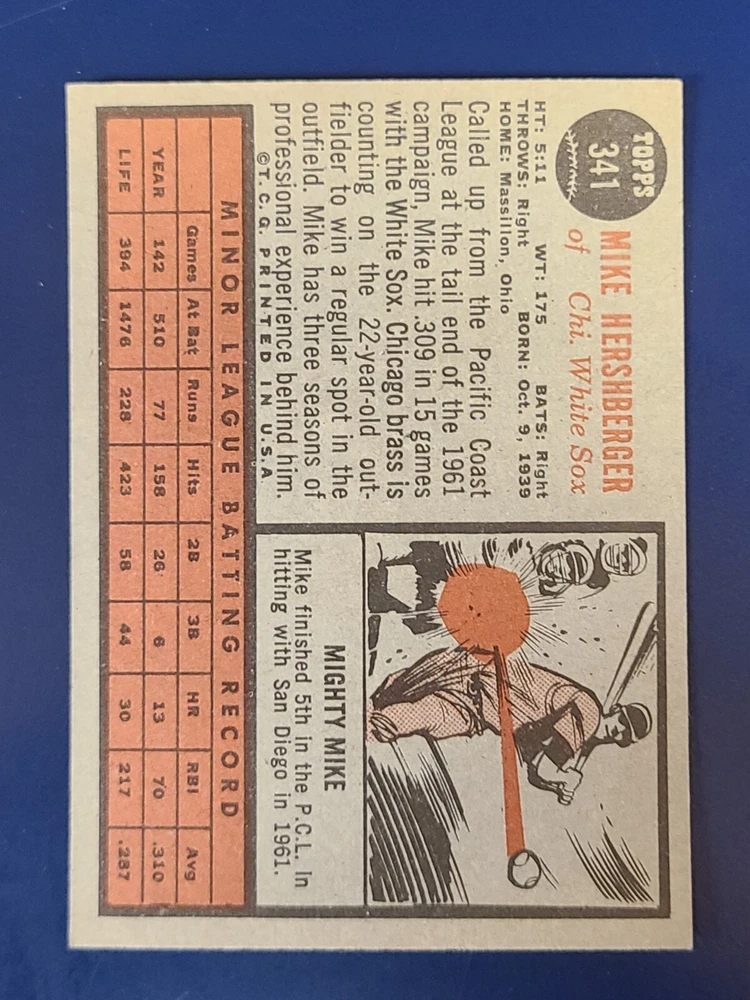 TOPPS
341
MIKE HERSHBERGER
of Chi. White Sox
HT: 5:11 WT: 175 BATS: Right
THROWS: Right BORN: Oct. 9, 1939
HOME: Massillon, Ohio
Called up from the Pacific Coast
League at the tail end of the 1961
campaign, Mike hit .309 in 15 games
with the White Sox. Chicago brass is
counting on the 22-year-old out-
fielder to win a regular spot in the
outfield. Mike has three seasons of
professional experience behind him.
©T.C.G. PRINTED IN U.S.A
MIGHTY MIKE
Mike finished 5th in the P.C.L. in
hitting with San Diego in 1961.
MINOR LEAGUE BATTING RECORD
Games At Bat Runs Hits 2B 3B HR RBI Avg
YEAR 142 510 77 158 26 6 13 70 .310
LIFE 394 1476 228 423 58 44 30 217 .287